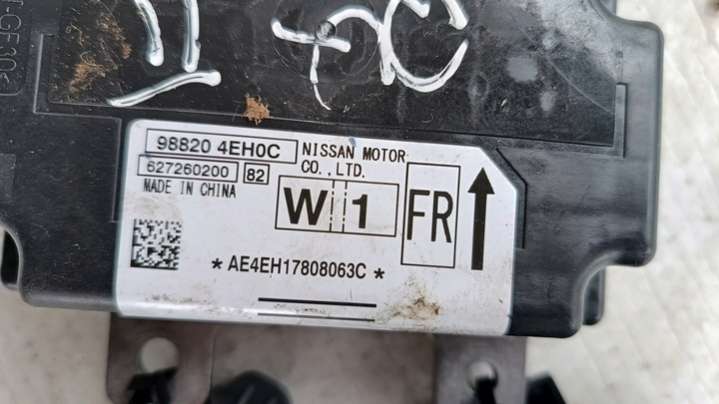 98820 4EH0C
NISSAN MOTOR
CO.,LTD.
627260200 82
MADE IN CHINA
W 1
FR
* AE4EH17808063C *